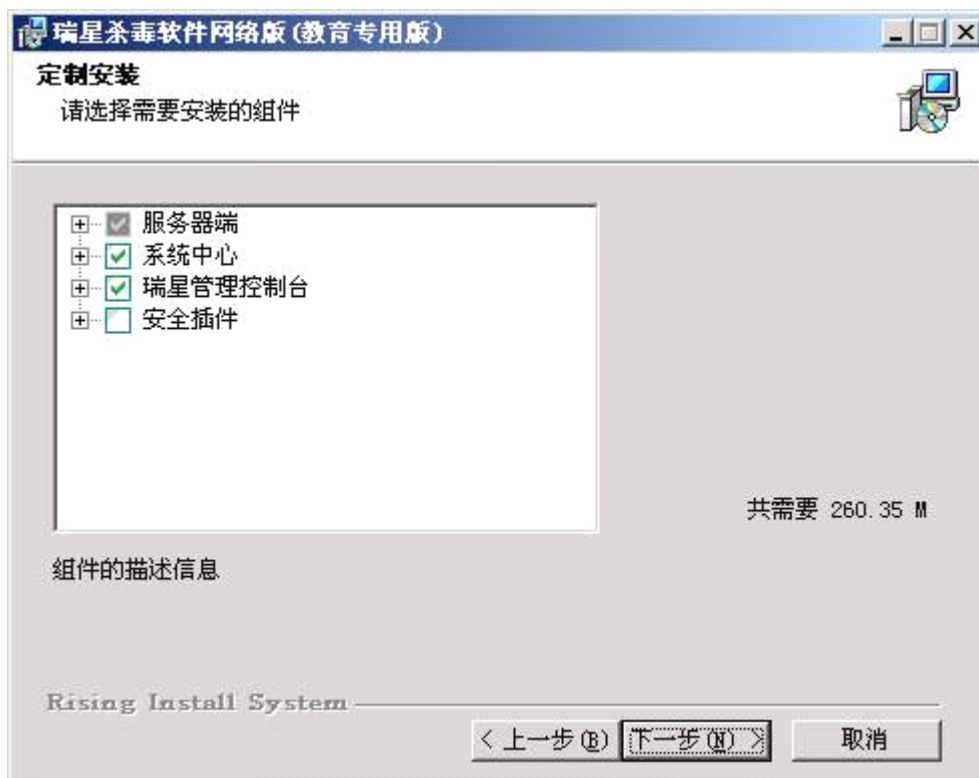 瑞星杀毒软件网络版(教育专用版)
定制安装
请选择需要安装的组件
服务器端
系统中心
瑞星管理控制台
安全插件
共需要 260.35 M
组件的描述信息
Rising Install System
< 上一步(B) 下一步(N) > 取消